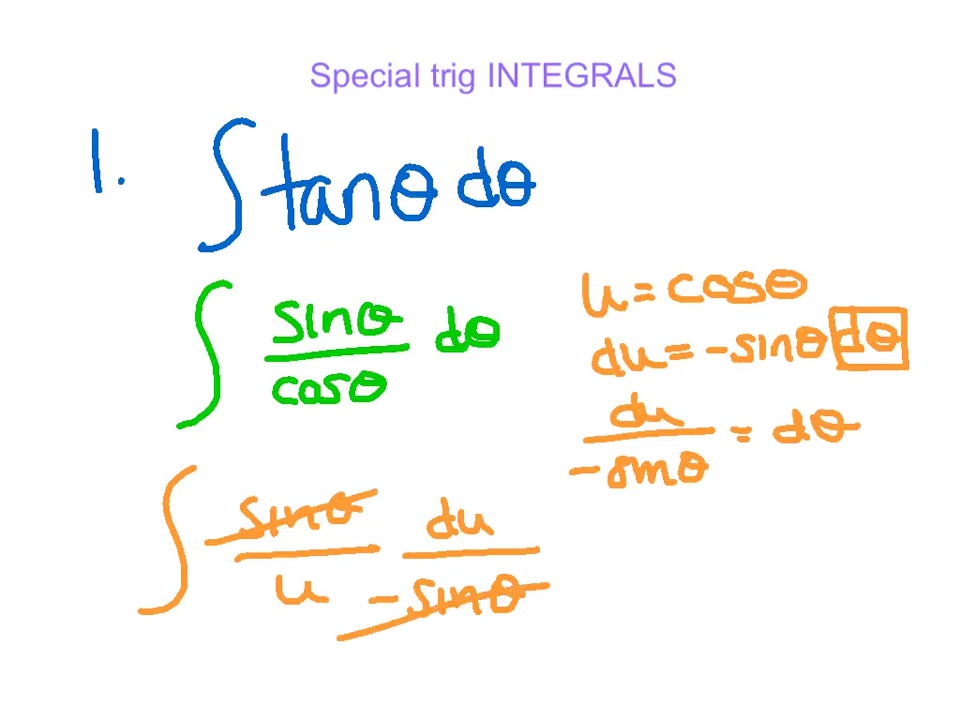 Special trig INTEGRALS
1. ∫ tanθ dθ
∫ sinθ/cosθ dθ
u = cosθ
du = -sinθ dθ
du/-sinθ = dθ
∫ sinθ/u du/-sinθ